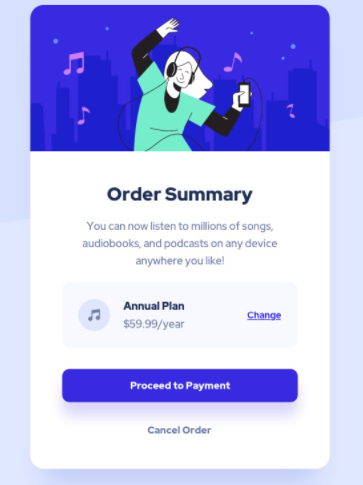 Order Summary
You can now listen to millions of songs,
audiobooks, and podcasts on any device
anywhere you like!
Annual Plan
$59.99/year
Change
Proceed to Payment
Cancel Order